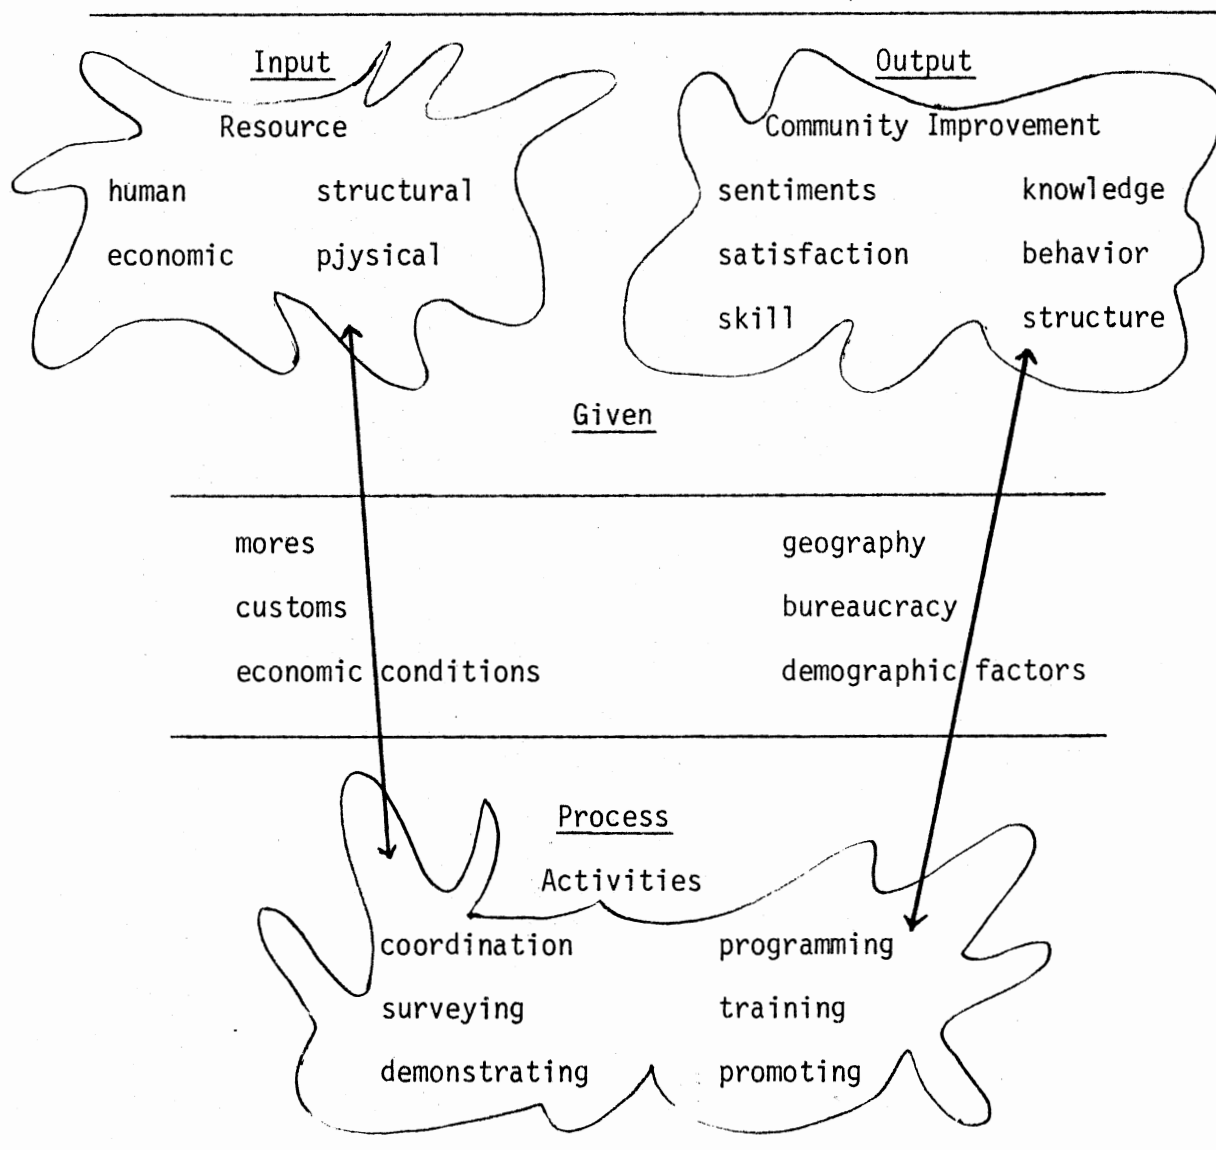 Input
Resource
human structural
economic pjysical
Output
Community Improvement
sentiments knowledge
satisfaction behavior
skill structure
Given
mores geography
customs bureaucracy
economic conditions demographic factors
Process
Activities
coordination programming
surveying training
demonstrating promoting